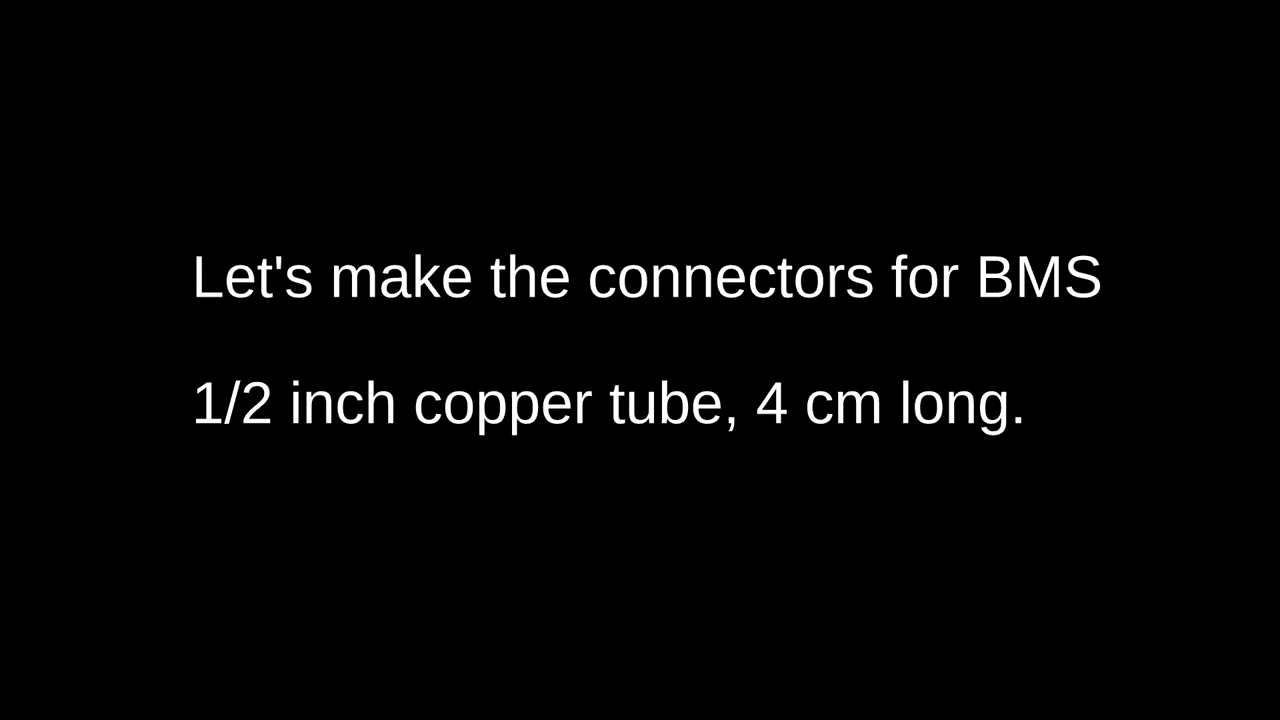 Let's make the connectors for BMS
1/2 inch copper tube, 4 cm long.